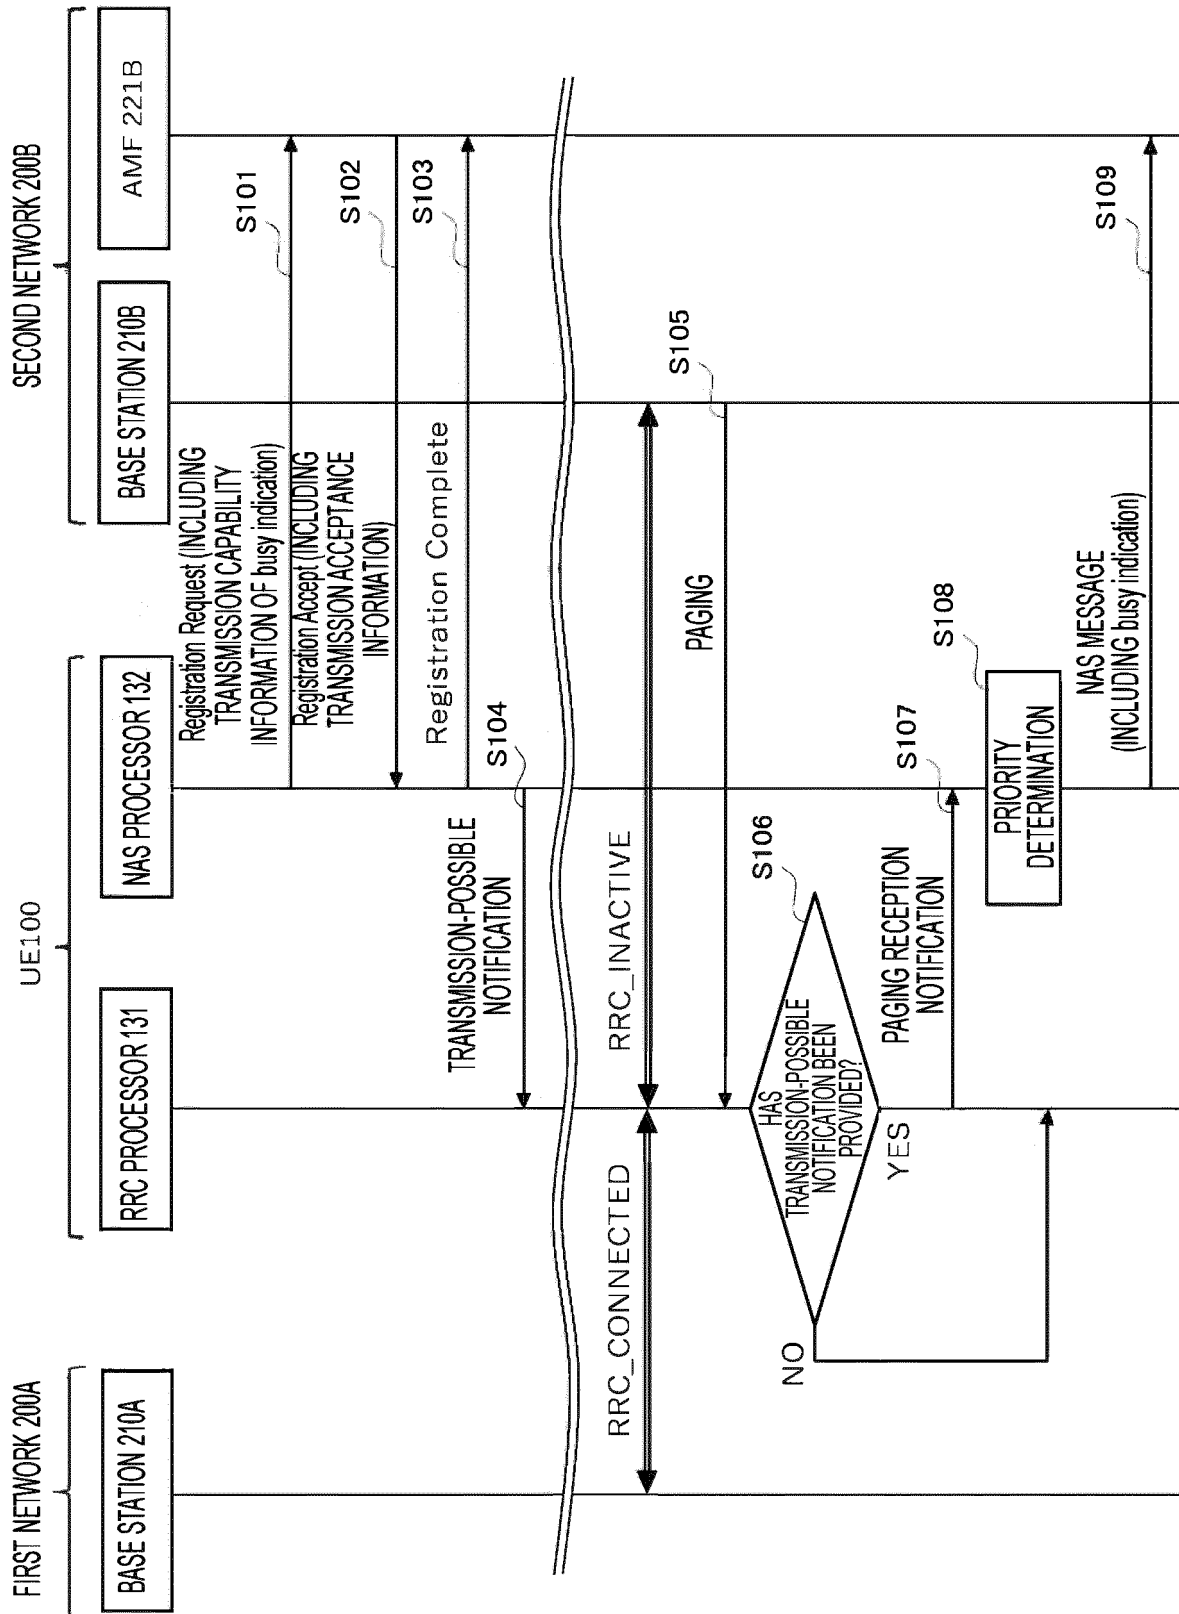 FIRST NETWORK 200A
UE100
SECOND NETWORK 200B
BASE STATION 210A
RRC PROCESSOR 131
NAS PROCESSOR 132
BASE STATION 210B
AMF 221B
Registration Request (INCLUDING
TRANSMISSION CAPABILITY
INFORMATION OF busy indication)
S101
Registration Accept (INCLUDING
TRANSMISSION ACCEPTANCE
INFORMATION)
S102
Registration Complete
S103
TRANSMISSION-POSSIBLE
NOTIFICATION
S104
RRC_CONNECTED
RRC_INACTIVE
PAGING
S105
HAS
TRANSMISSION-POSSIBLE
NOTIFICATION BEEN
PROVIDED?
S106
NO
YES
PAGING RECEPTION
NOTIFICATION
S107
PRIORITY
DETERMINATION
S108
NAS MESSAGE
(INCLUDING busy indication)
S109